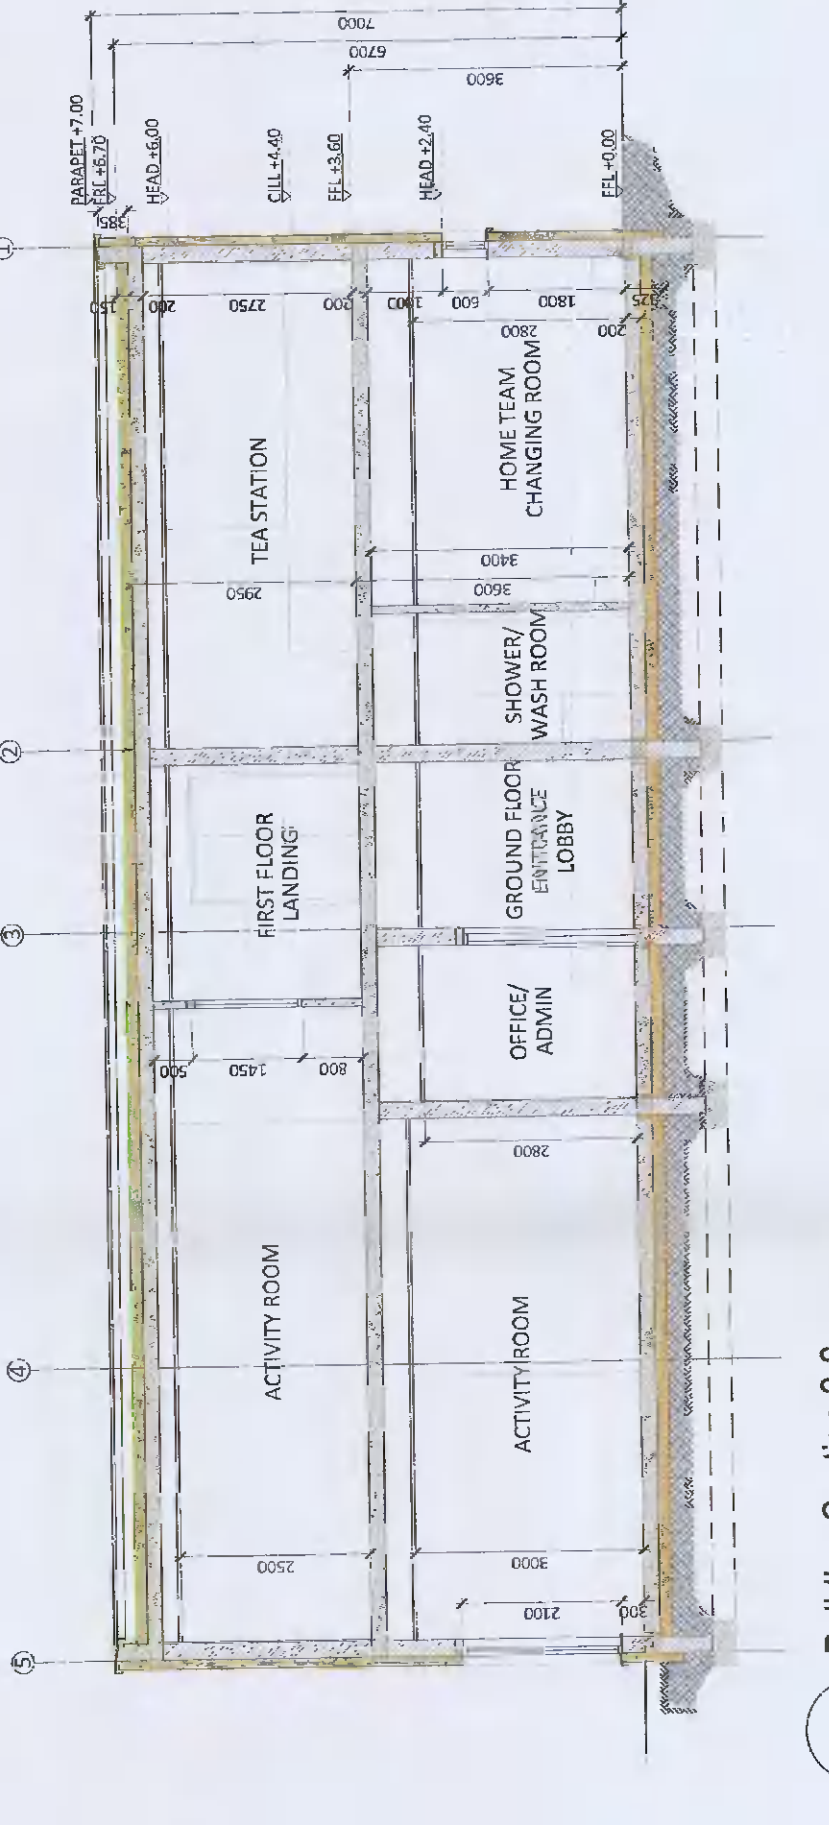 5
4
3
2
1
PARAPET +7.00
FRL +6.70
HEAD +6.00
CILL +4.40
FFL +3.60
HEAD +2.40
FFL +0.00
7000
6700
3600
385
150
200
2750
200
1000
600
1800
2800
200
ACTIVITY ROOM
FIRST FLOOR
LANDING
TEA STATION
2500
500
1450
800
2950
ACTIVITY ROOM
OFFICE/
ADMIN
GROUND FLOOR
ENTRANCE
LOBBY
SHOWER/
WASH ROOM
HOME TEAM
CHANGING ROOM
3000
2100
300
2800
3600
3400